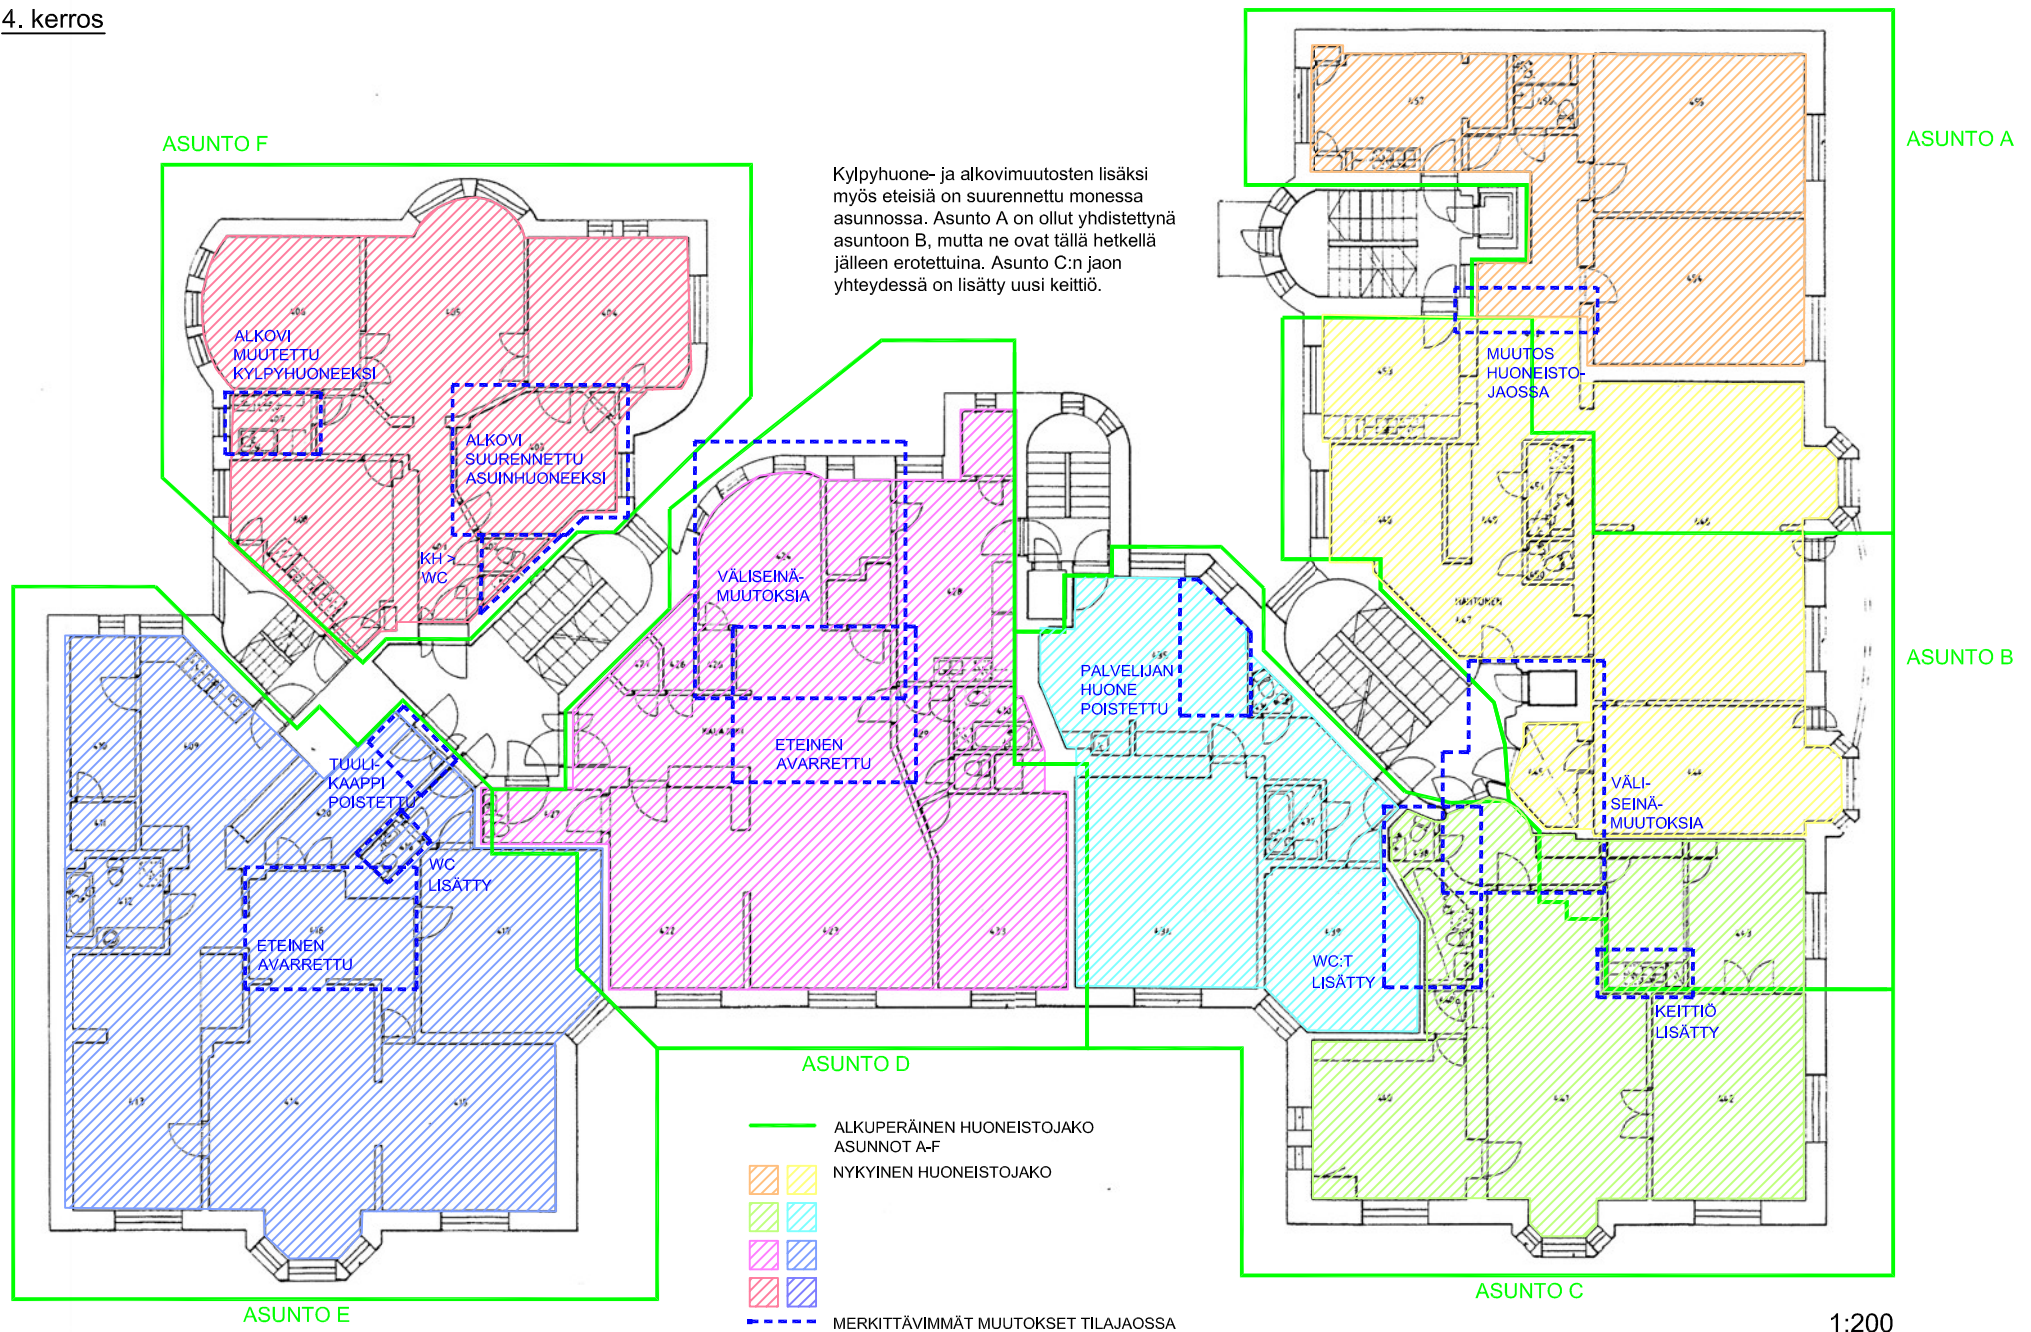 4. kerros
ASUNTO F
ASUNTO A
Kylpyhuone- ja alkovimuutosten lisäksi
myös eteisiä on suurennettu monessa
asunnossa. Asunto A on ollut yhdistettynä
asuntoon B, mutta ne ovat tällä hetkellä
jälleen erotettuina. Asunto C:n jaon
yhteydessä on lisätty uusi keittiö.
ALKOVI
MUUTETTU
KYLPYHUONEEKSI
ALKOVI
SUURENNETTU
ASUINHUONEEKSI
KH >
WC
MUUTOS
HUONEISTO-
JAOSSA
VÄLISEINÄ-
MUUTOKSIA
PALVELIJAN
HUONE
POISTETTU
ASUNTO B
ETEINEN
AVARRETTU
TUULI-
KAAPPI
POISTETTU
WC
LISÄTTY
VÄLI-
SEINÄ-
MUUTOKSIA
ETEINEN
AVARRETTU
WC:T
LISÄTTY
KEITTIÖ
LISÄTTY
ASUNTO D
ASUNTO E
ASUNTO C
ALKUPERÄINEN HUONEISTOJAKO
ASUNNOT A-F
NYKYINEN HUONEISTOJAKO
MERKITTÄVIMMÄT MUUTOKSET TILAJAOSSA
1:200